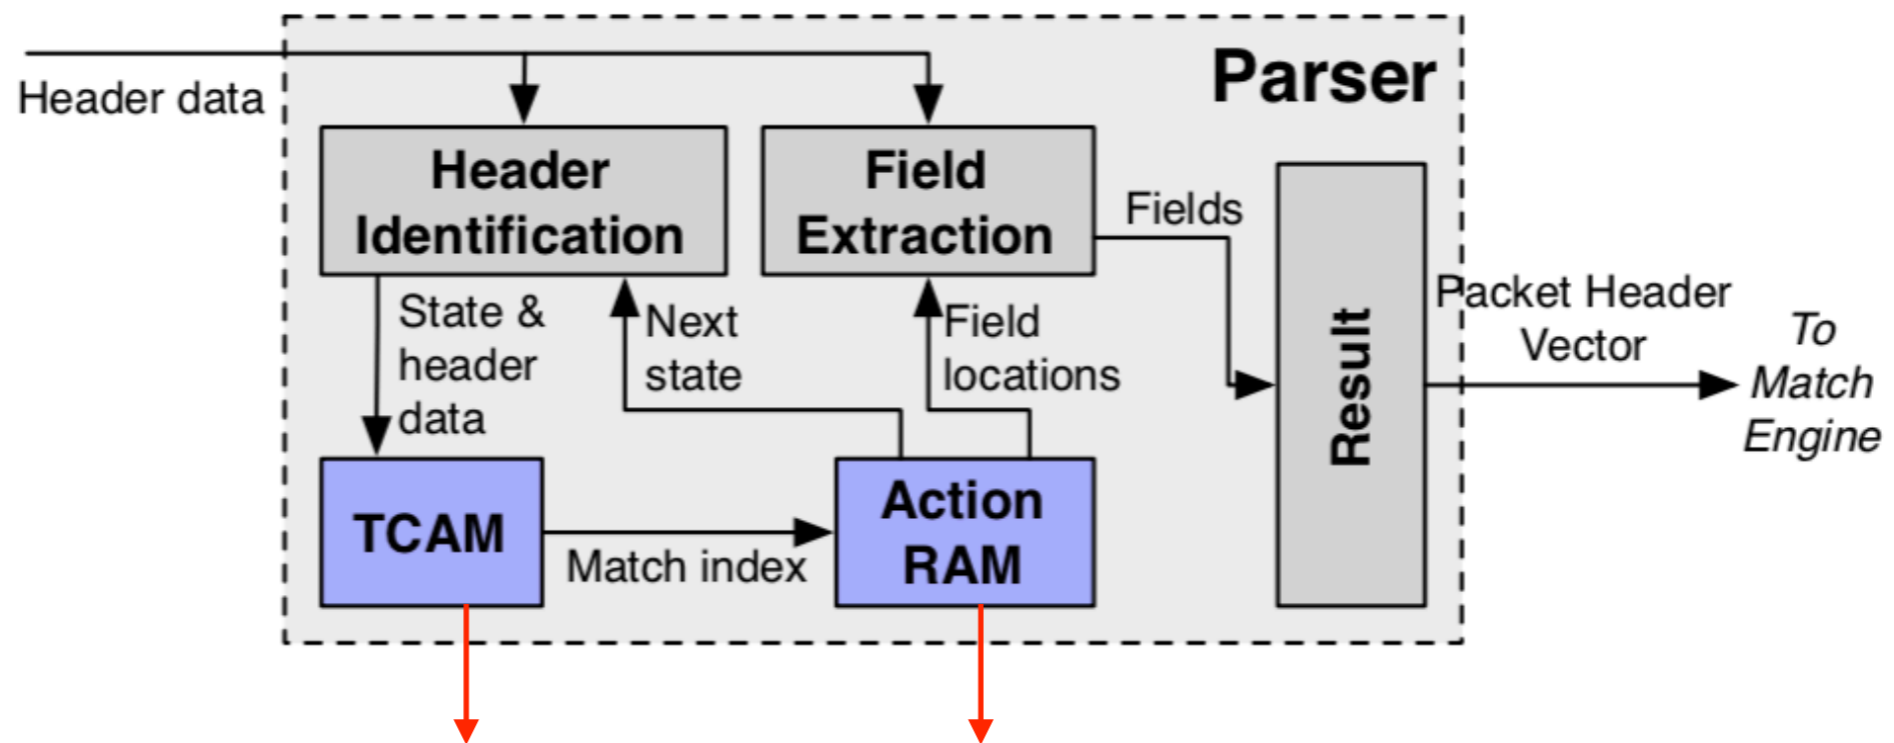 Parser
Header data
Header
Identification
Field
Extraction
Fields
State &
header
data
Next
state
Field
locations
Packet Header
Vector
To
Match
Engine
Result
TCAM
Match index
Action
RAM